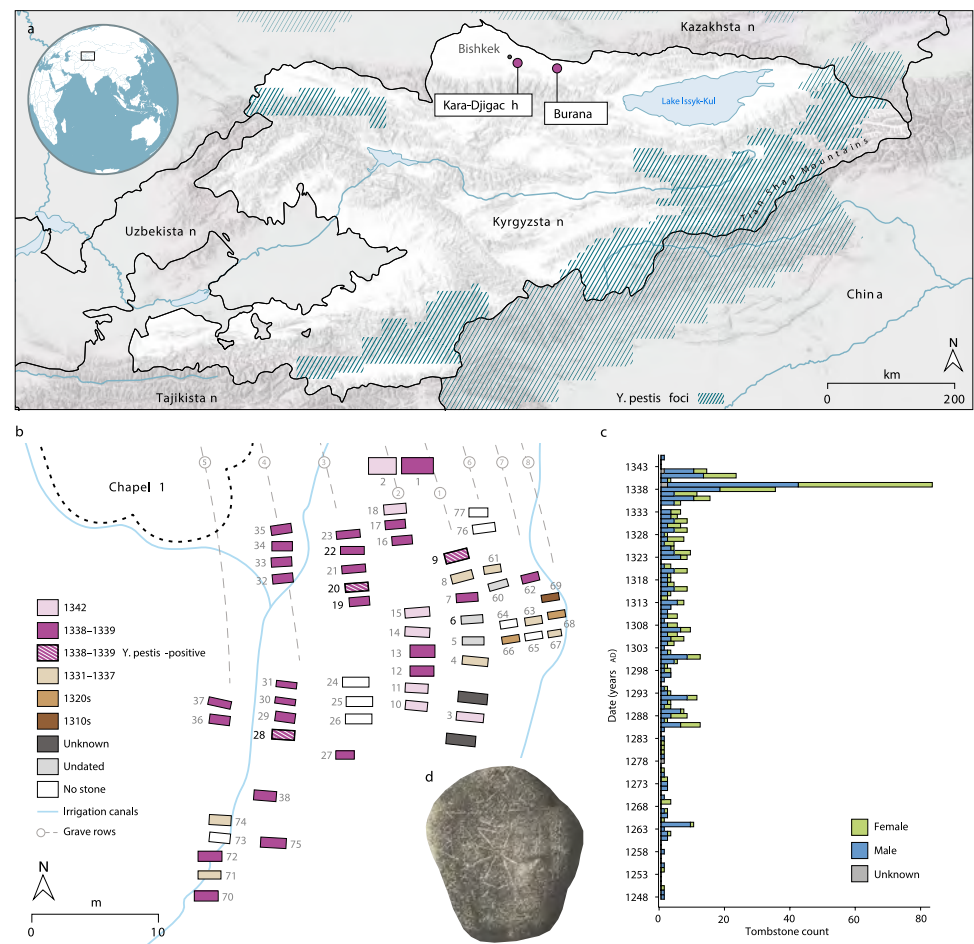 a
Kazakhsta n
Bishkek
Kara-Djigac h
Burana
Lake Issyk-Kul
Tian Shan Mountains
Uzbekista n
Kyrgyzsta n
China
N
km
0 200
Tajikista n
Y. pestis foci
b
Chapel 1
5 4 3 2 1 6 7 8
2 1
18
17
16
77
76
35
34
33
32
23
22
21
20
19
9
8
7
6
5
4
3
61
60
62
69
68
67
64
63
66
65
15
14
13
12
11
10
24
25
26
27
31
30
29
28
37
36
38
75
74
73
72
71
70
1342
1338–1339
1338–1339 Y. pestis -positive
1331–1337
1320s
1310s
Unknown
Undated
No stone
Irrigation canals
Grave rows
N
m
0 10
d
c
Date (years AD)
1343
1338
1333
1328
1323
1318
1313
1308
1303
1298
1293
1288
1283
1278
1273
1268
1263
1258
1253
1248
Female
Male
Unknown
0 20 40 60 80
Tombstone count